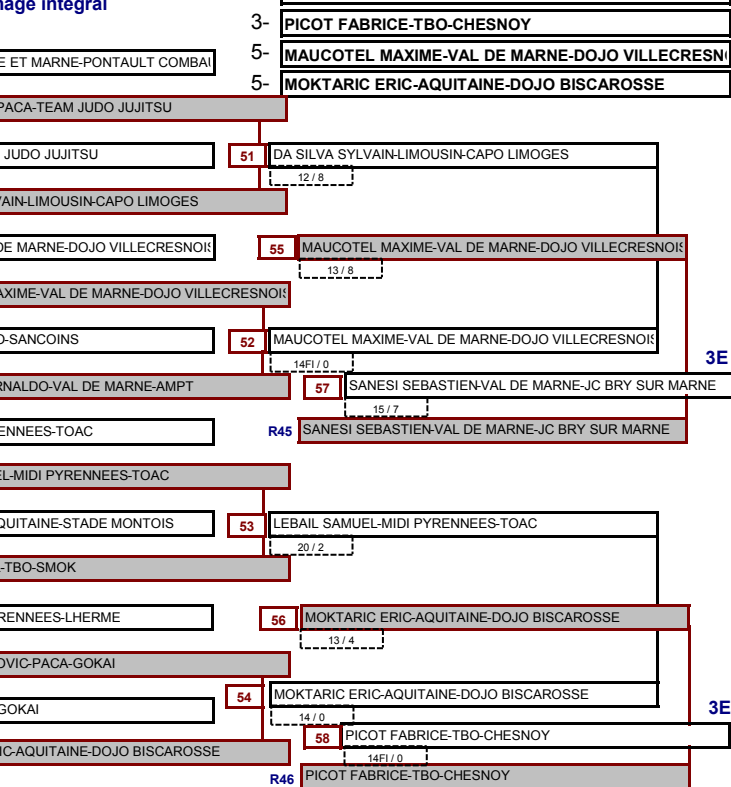 mage intégral
3- PICOT FABRICE-TBO-CHESNOY
5- MAUCOTEL MAXIME-VAL DE MARNE-DOJO VILLECRESN
5- MOKTARIC ERIC-AQUITAINE-DOJO BISCAROSSE
E ET MARNE-PONTAULT COMBAU
PACA-TEAM JUDO JUJITSU
JUDO JUJITSU
51 DA SILVA SYLVAIN-LIMOUSIN-CAPO LIMOGES
12 / 8
VAIN-LIMOUSIN-CAPO LIMOGES
DE MARNE-DOJO VILLECRESNOIS
55 MAUCOTEL MAXIME-VAL DE MARNE-DOJO VILLECRESNOIS
13 / 8
AXIME-VAL DE MARNE-DOJO VILLECRESNOIS
O-SANCOINS
52 MAUCOTEL MAXIME-VAL DE MARNE-DOJO VILLECRESNOIS
3E
14FI / 0
RNALDO-VAL DE MARNE-AMPT
57 SANESI SEBASTIEN-VAL DE MARNE-JC BRY SUR MARNE
15 / 7
ENNEES-TOAC
R45 SANESI SEBASTIEN-VAL DE MARNE-JC BRY SUR MARNE
EL-MIDI PYRENNEES-TOAC
QUITAINE-STADE MONTOIS
53 LEBAIL SAMUEL-MIDI PYRENNEES-TOAC
20 / 2
-TBO-SMOK
RENNEES-LHERME
56 MOKTARIC ERIC-AQUITAINE-DOJO BISCAROSSE
13 / 4
OVIC-PACA-GOKAI
54 MOKTARIC ERIC-AQUITAINE-DOJO BISCAROSSE
GOKAI
3E
14 / 0
58 PICOT FABRICE-TBO-CHESNOY
IC-AQUITAINE-DOJO BISCAROSSE
14FI / 0
R46 PICOT FABRICE-TBO-CHESNOY